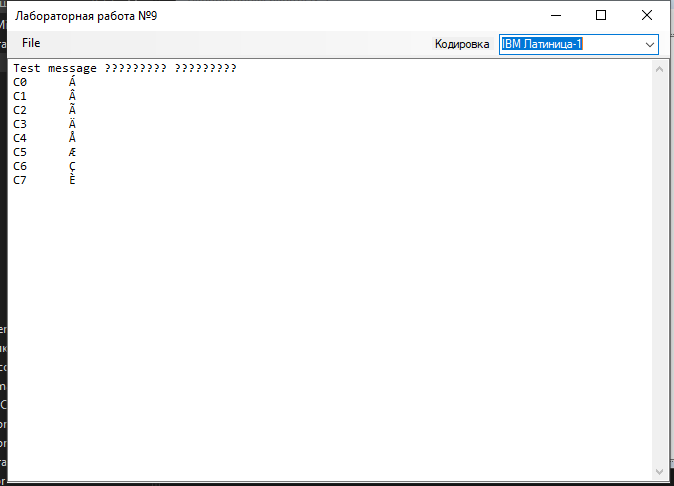 Лабораторная работа №9
File Кодировка IBM Латиница-1
Test message ????????? ?????????
C0 Á
C1 Â
C2 Ã
C3 Ä
C4 Å
C5 Æ
C6 Ç
C7 È